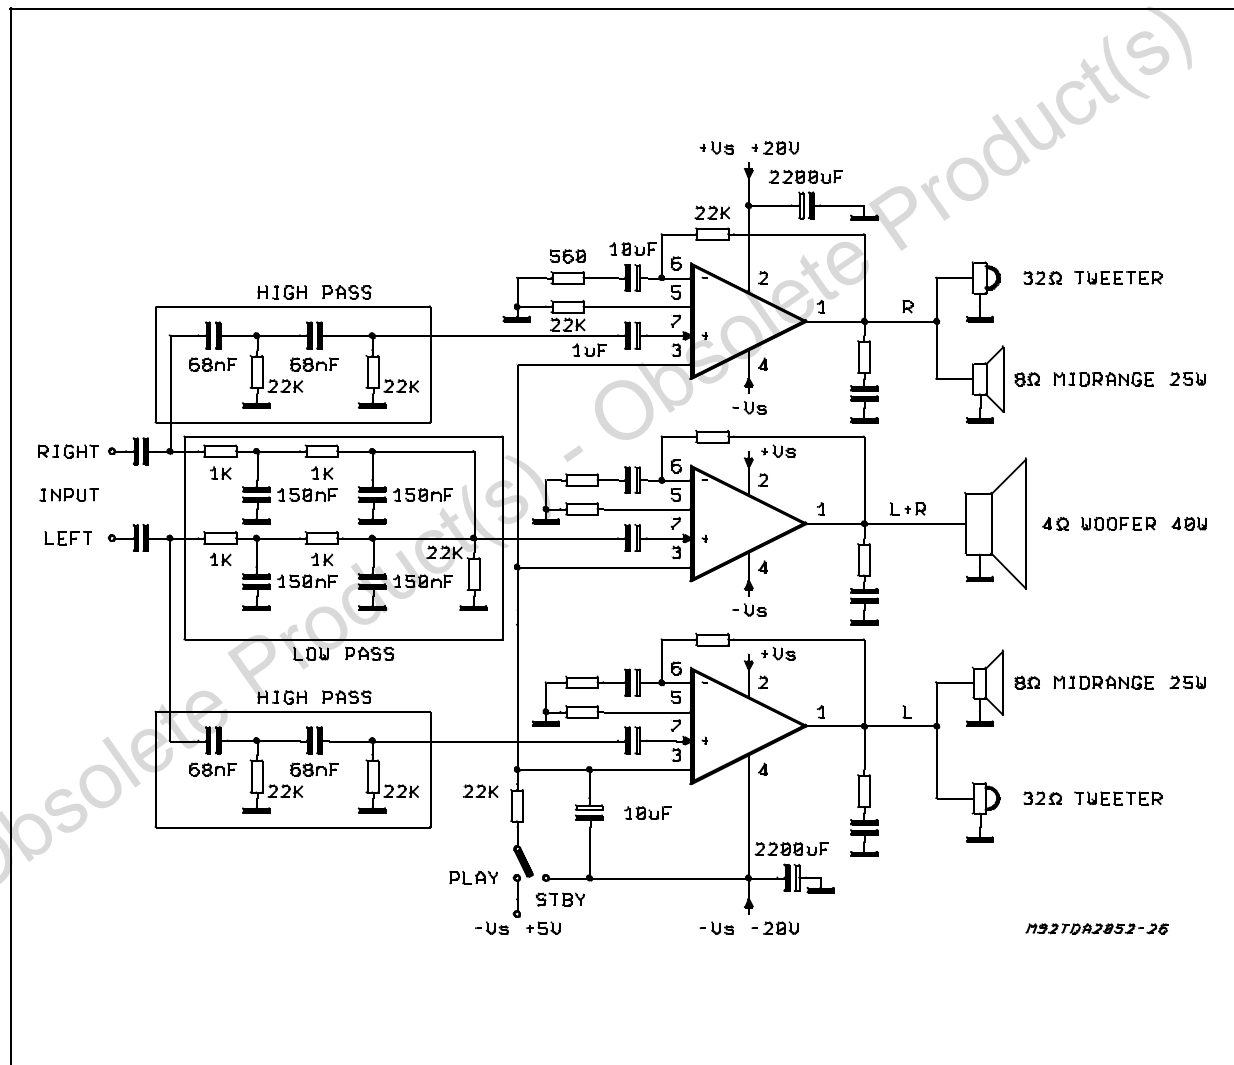 Obsolete Product(s) - Obsolete Product(s)
+Vs +20V
2200uF
22K
560
10uF
6
2
5
HIGH PASS
1
R
32Ω TWEETER
22K
7
68nF
68nF
1uF
3
4
22K
22K
8Ω MIDRANGE 25W
-Vs
RIGHT
1K
1K
6
+Vs
2
INPUT
150nF
150nF
5
1
L+R
7
4Ω WOOFER 40W
LEFT
1K
1K
22K
3
150nF
150nF
4
-Vs
LOW PASS
+Vs
6
2
8Ω MIDRANGE 25W
HIGH PASS
5
1
L
7
3
68nF
68nF
4
22K
22K
22K
10uF
32Ω TWEETER
2200uF
PLAY
STBY
-Vs +5V
-Vs -20V
M92TDA2052-26